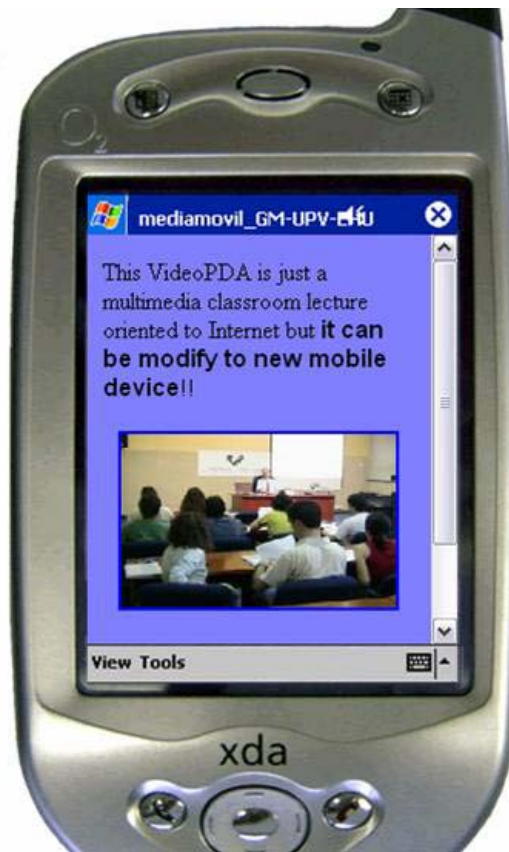 O2
mediamovil_GM-UPV-EHU
This VideoPDA is just a
multimedia classroom lecture
oriented to Internet but it can
be modify to new mobile
device!!
View Tools
xda